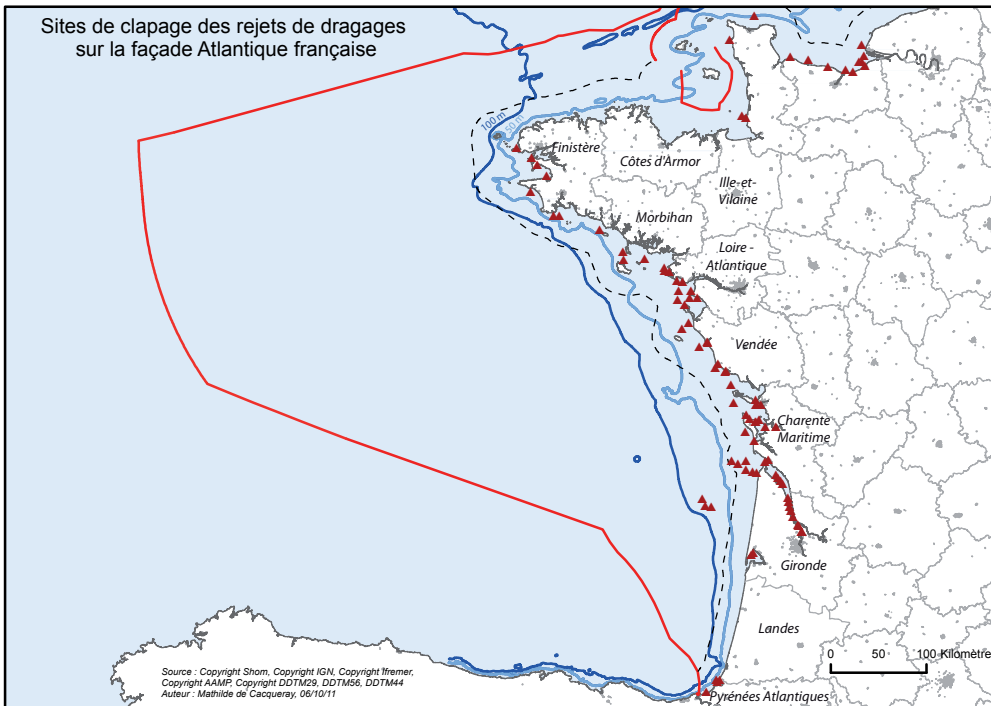 Sites de clapage des rejets de dragages
sur la façade Atlantique française
100 m
50 m
Finistère
Côtes d'Armor
Ille-et-
Vilaine
Morbihan
Loire -
Atlantique
Vendée
Charente
Maritime
Gironde
Landes
0 50 100 Kilomètres
Pyrénées Atlantiques
Source : Copyright Shom, Copyright IGN, Copyright Ifremer,
Copyright AAMP, Copyright DDTM29, DDTM56, DDTM44
Auteur : Mathilde de Cacqueray, 06/10/11